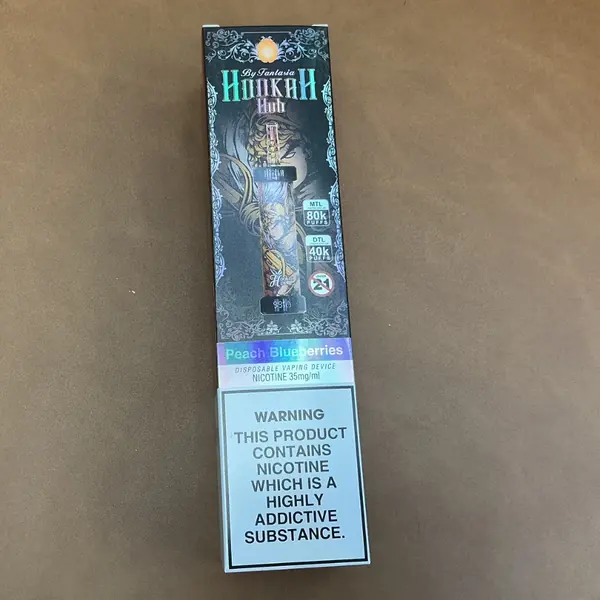 By Fantasia
HOOKAH
Hub
MTL
80k
PUFFS
DTL
40k
PUFFS
21
Peach Blueberries
DISPOSABLE VAPING DEVICE
NICOTINE 35mg/ml
WARNING
THIS PRODUCT
CONTAINS
NICOTINE
WHICH IS A
HIGHLY
ADDICTIVE
SUBSTANCE.